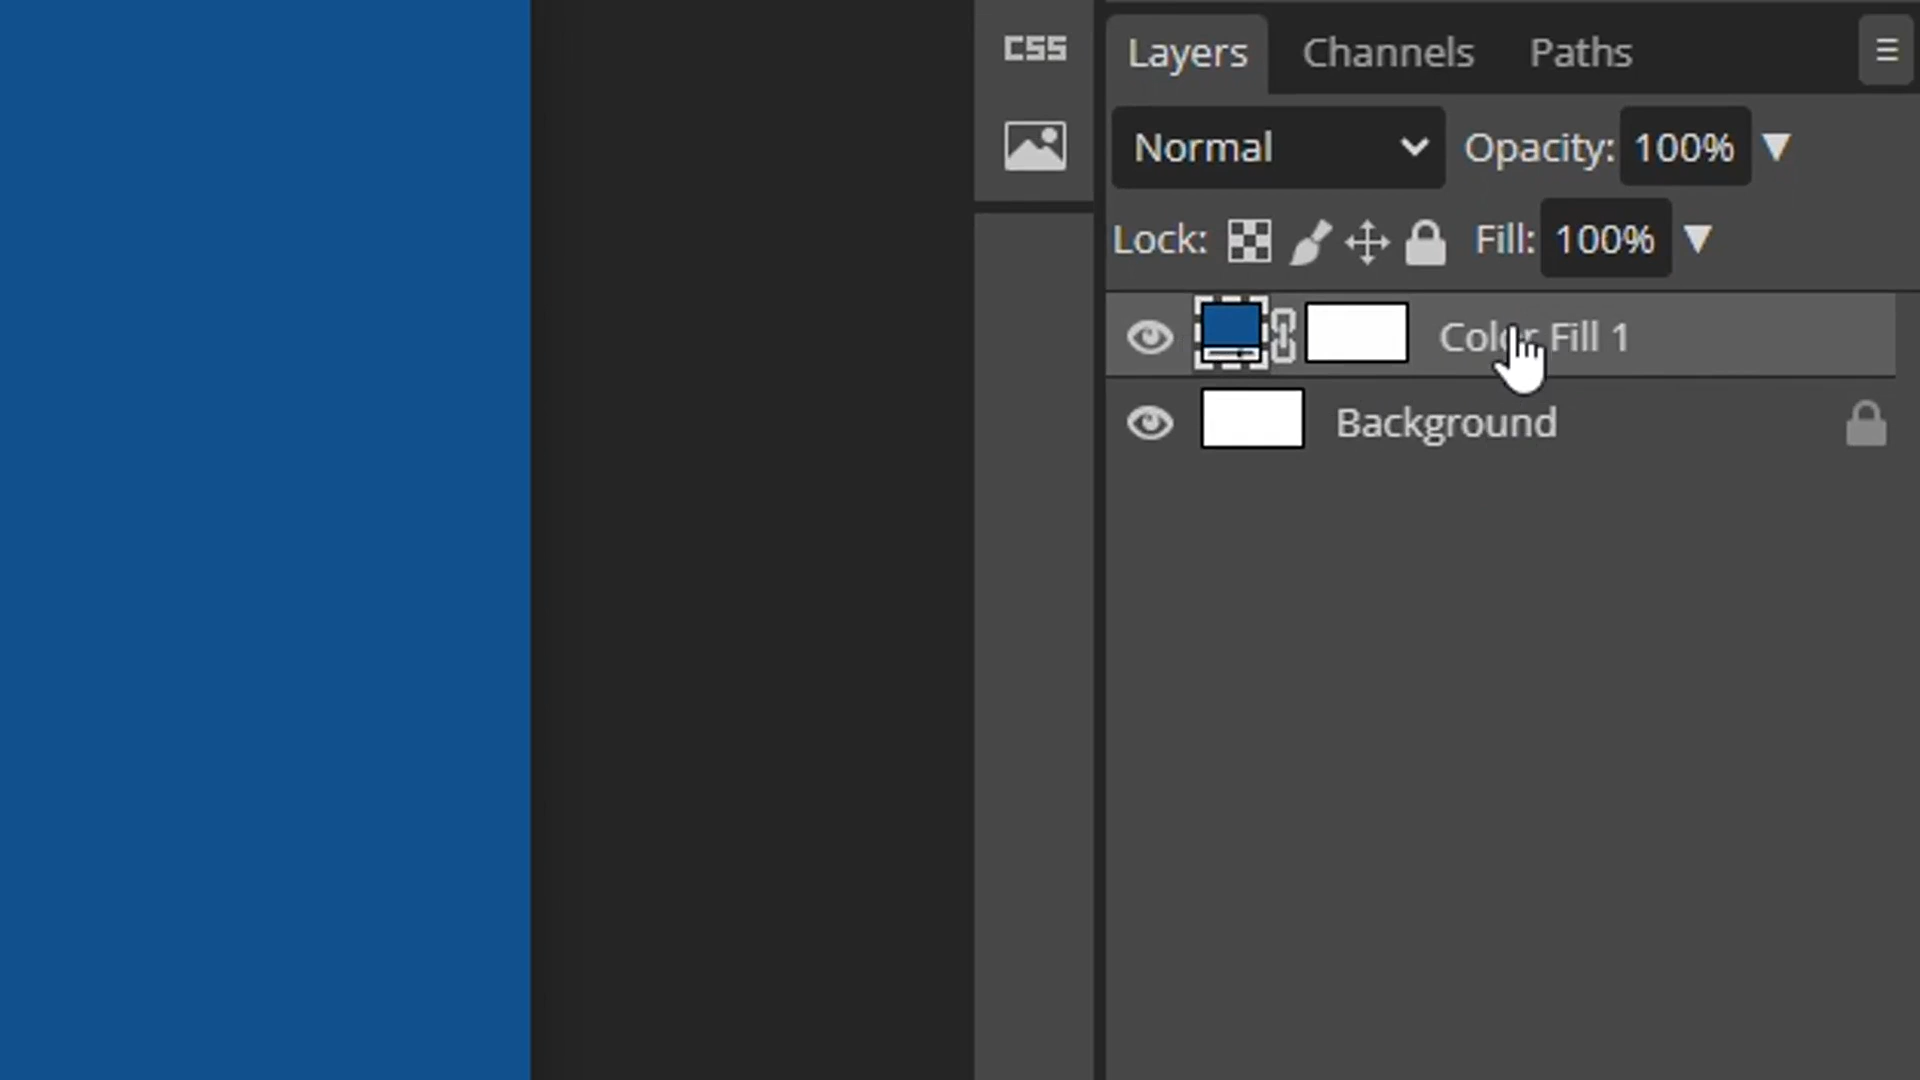 CSS
Layers Channels Paths
Normal Opacity: 100%
Lock: Fill: 100%
Color Fill 1
Background